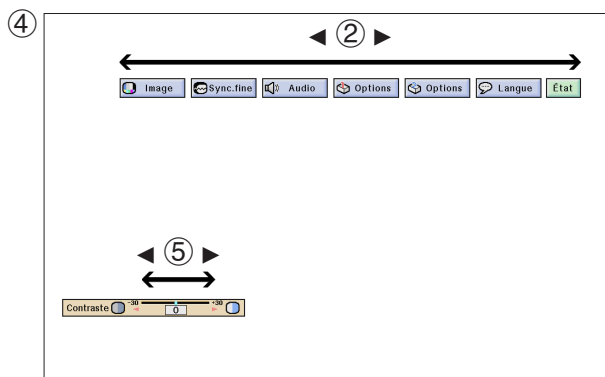 ④
◄ ② ►
Image Sync.fine Audio Options Options Langue État
◄ ⑤ ►
Contraste -30 0 +30